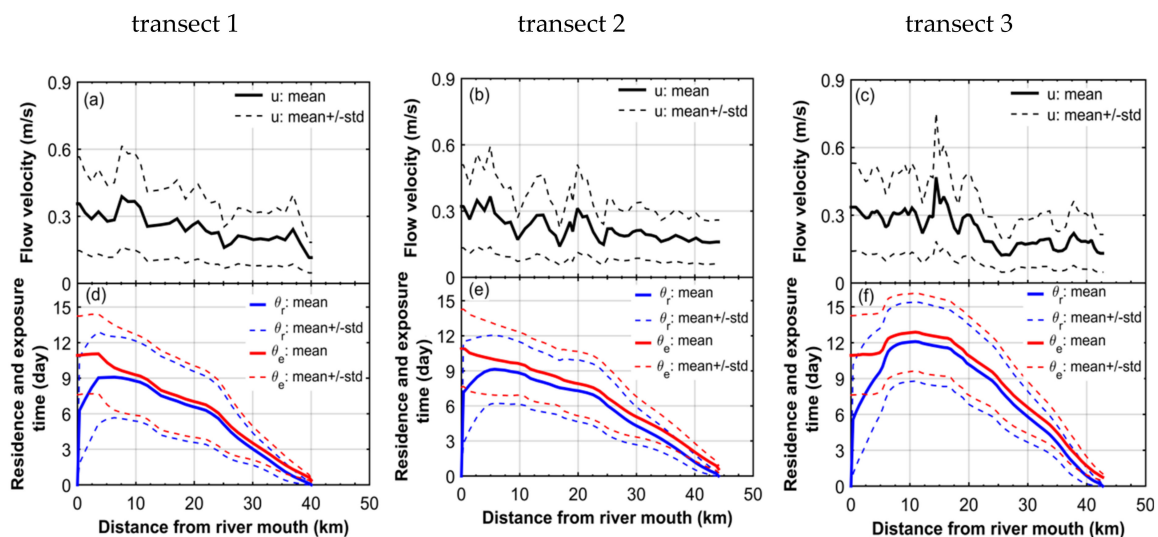 transect 1
transect 2
transect 3
0.9
0.6
0.3
0
Flow velocity (m/s)
(a)
u: mean
u: mean+/-std
0.9
0.6
0.3
0
Flow velocity (m/s)
(b)
u: mean
u: mean+/-std
0.9
0.6
0.3
0
Flow velocity (m/s)
(c)
u: mean
u: mean+/-std
15
12
9
6
3
0
Residence and exposure
time (day)
(d)
θr: mean
θr: mean+/-std
θe: mean
θe: mean+/-std
0 10 20 30 40 50
Distance from river mouth (km)
15
12
9
6
3
0
Residence and exposure
time (day)
(e)
θr: mean
θr: mean+/-std
θe: mean
θe: mean+/-std
0 10 20 30 40 50
Distance from river mouth (km)
15
12
9
6
3
0
Residence and exposure
time (day)
(f)
θr: mean
θr: mean+/-std
θe: mean
θe: mean+/-std
0 10 20 30 40 50
Distance from river mouth (km)